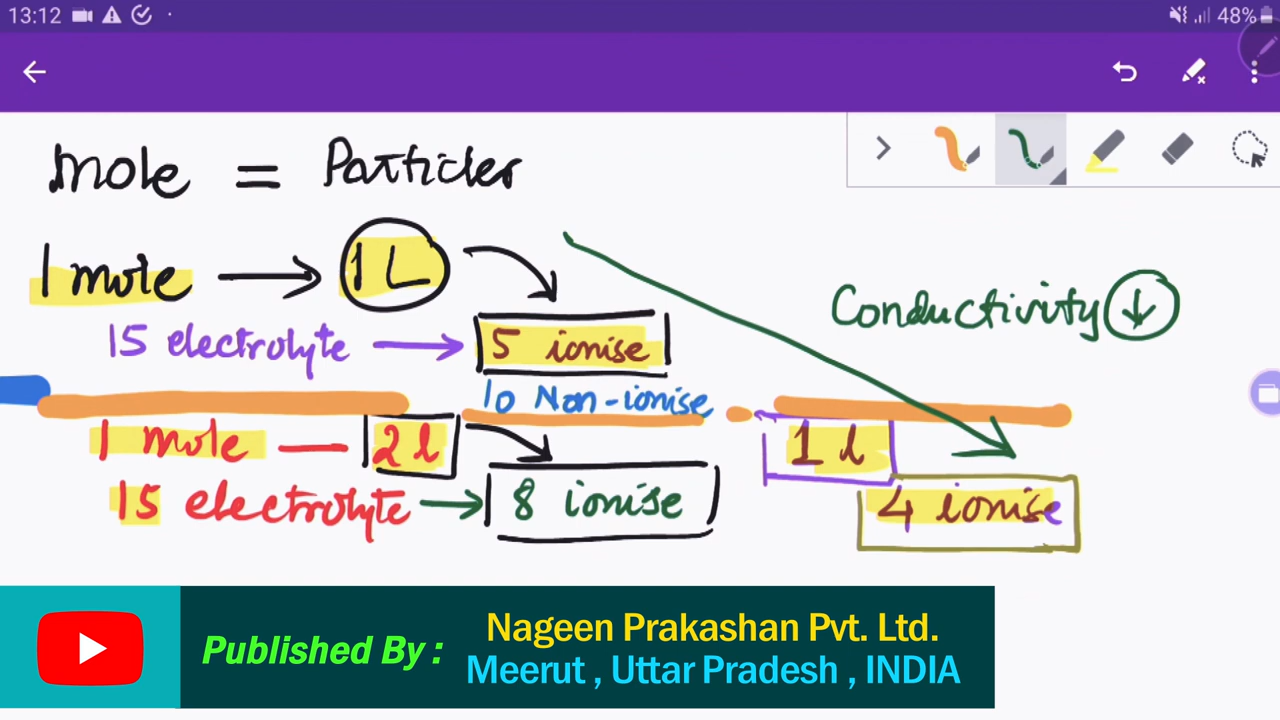 13:12
48%
Mole = Particles
1 mole → 1 L
Conductivity ↓
15 electrolyte → 5 ionise
10 Non-ionise
1 mole — 2 l
1 l
15 electrolyte → 8 ionise
4 ionise
Published By :
Nageen Prakashan Pvt. Ltd.
Meerut , Uttar Pradesh , INDIA